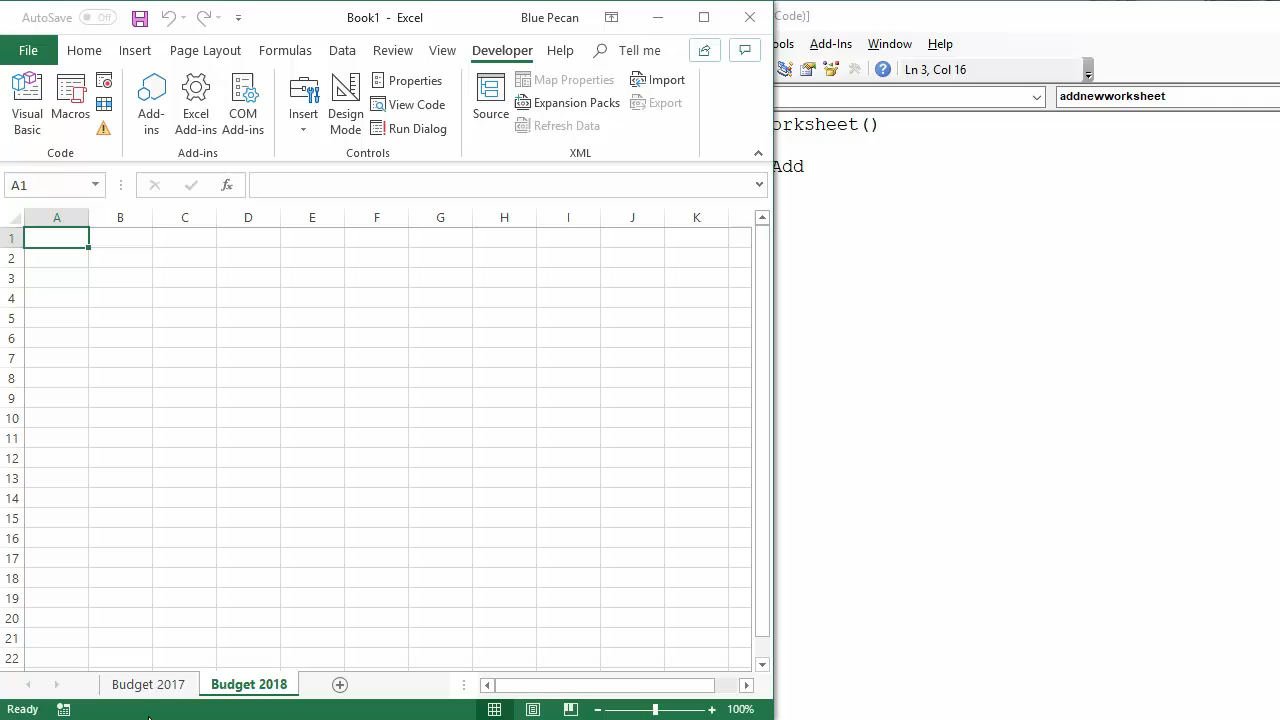 AutoSave Off Book1 - Excel Blue Pecan
File Home Insert Page Layout Formulas Data Review View Developer Help Tell me
Visual Basic
Macros
Code
Add-ins
Excel Add-ins
COM Add-ins
Add-ins
Insert
Design Mode
Properties
View Code
Run Dialog
Controls
Source
Map Properties
Expansion Packs
Refresh Data
Import
Export
XML
A1
fx
A B C D E F G H I J K
1
2
3
4
5
6
7
8
9
10
11
12
13
14
15
16
17
18
19
20
21
22
Budget 2017 Budget 2018
Ready 100%
Code)]
ools Add-Ins Window Help
Ln 3, Col 16
addnewworksheet
orksheet()
Add